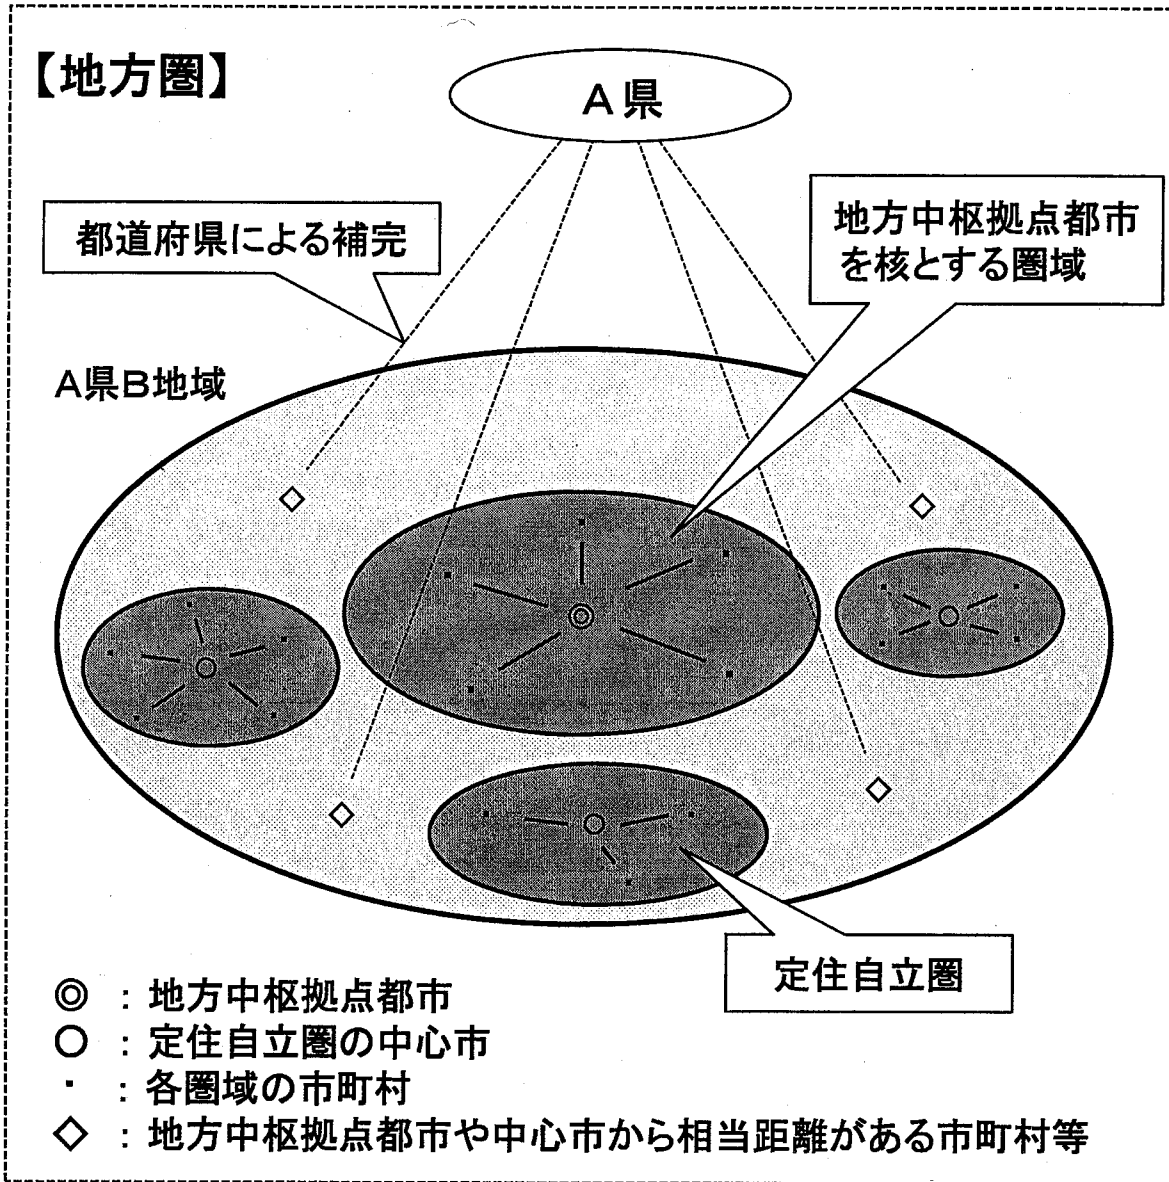 【地方圏】
A県
都道府県による補完
地方中枢拠点都市
を核とする圏域
A県B地域
定住自立圏
◎ : 地方中枢拠点都市
○ : 定住自立圏の中心市
・ : 各圏域の市町村
◇ : 地方中枢拠点都市や中心市から相当距離がある市町村等